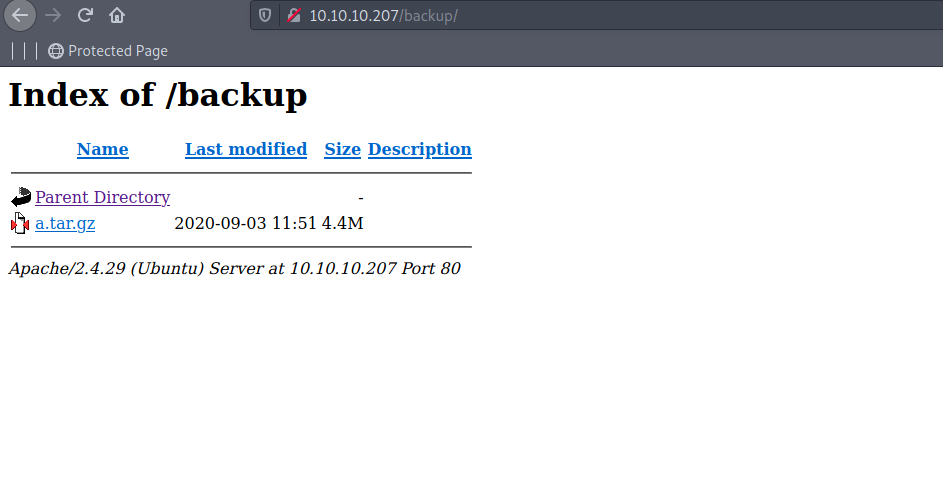 10.10.10.207/backup/
Protected Page
Index of /backup
Name Last modified Size Description
Parent Directory -
a.tar.gz 2020-09-03 11:51 4.4M
Apache/2.4.29 (Ubuntu) Server at 10.10.10.207 Port 80